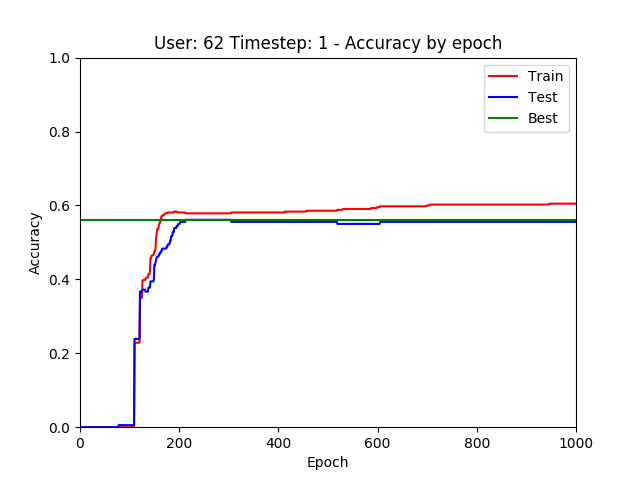 User: 62 Timestep: 1 - Accuracy by epoch
Train
Test
Best
Accuracy
1.0
0.8
0.6
0.4
0.2
0.0
0 200 400 600 800 1000
Epoch